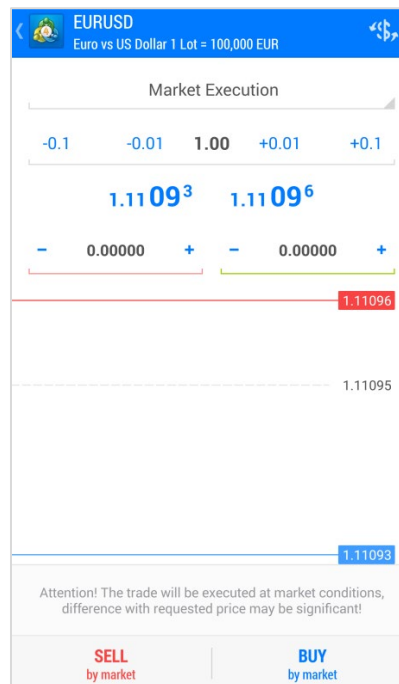 EURUSD
Euro vs US Dollar 1 Lot = 100,000 EUR
Market Execution
-0.1 -0.01 1.00 +0.01 +0.1
1.11093 1.11096
− 0.00000 + − 0.00000 +
1.11096
1.11095
1.11093
Attention! The trade will be executed at market conditions,
difference with requested price may be significant!
SELL BUY
by market by market